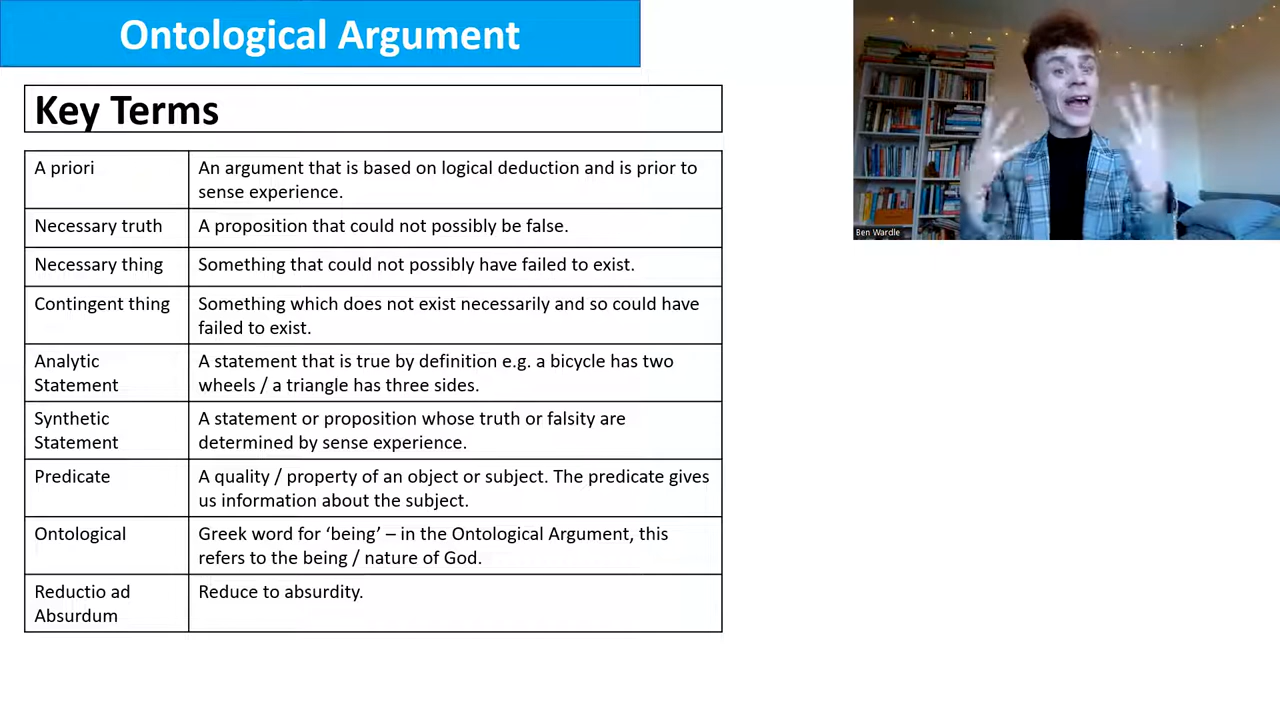 Ontological Argument
Key Terms
A priori
An argument that is based on logical deduction and is prior to
sense experience.
Necessary truth
A proposition that could not possibly be false.
Necessary thing
Something that could not possibly have failed to exist.
Contingent thing
Something which does not exist necessarily and so could have
failed to exist.
Analytic
Statement
A statement that is true by definition e.g. a bicycle has two
wheels / a triangle has three sides.
Synthetic
Statement
A statement or proposition whose truth or falsity are
determined by sense experience.
Predicate
A quality / property of an object or subject. The predicate gives
us information about the subject.
Ontological
Greek word for ‘being’ – in the Ontological Argument, this
refers to the being / nature of God.
Reductio ad
Absurdum
Reduce to absurdity.
Ben Wardle